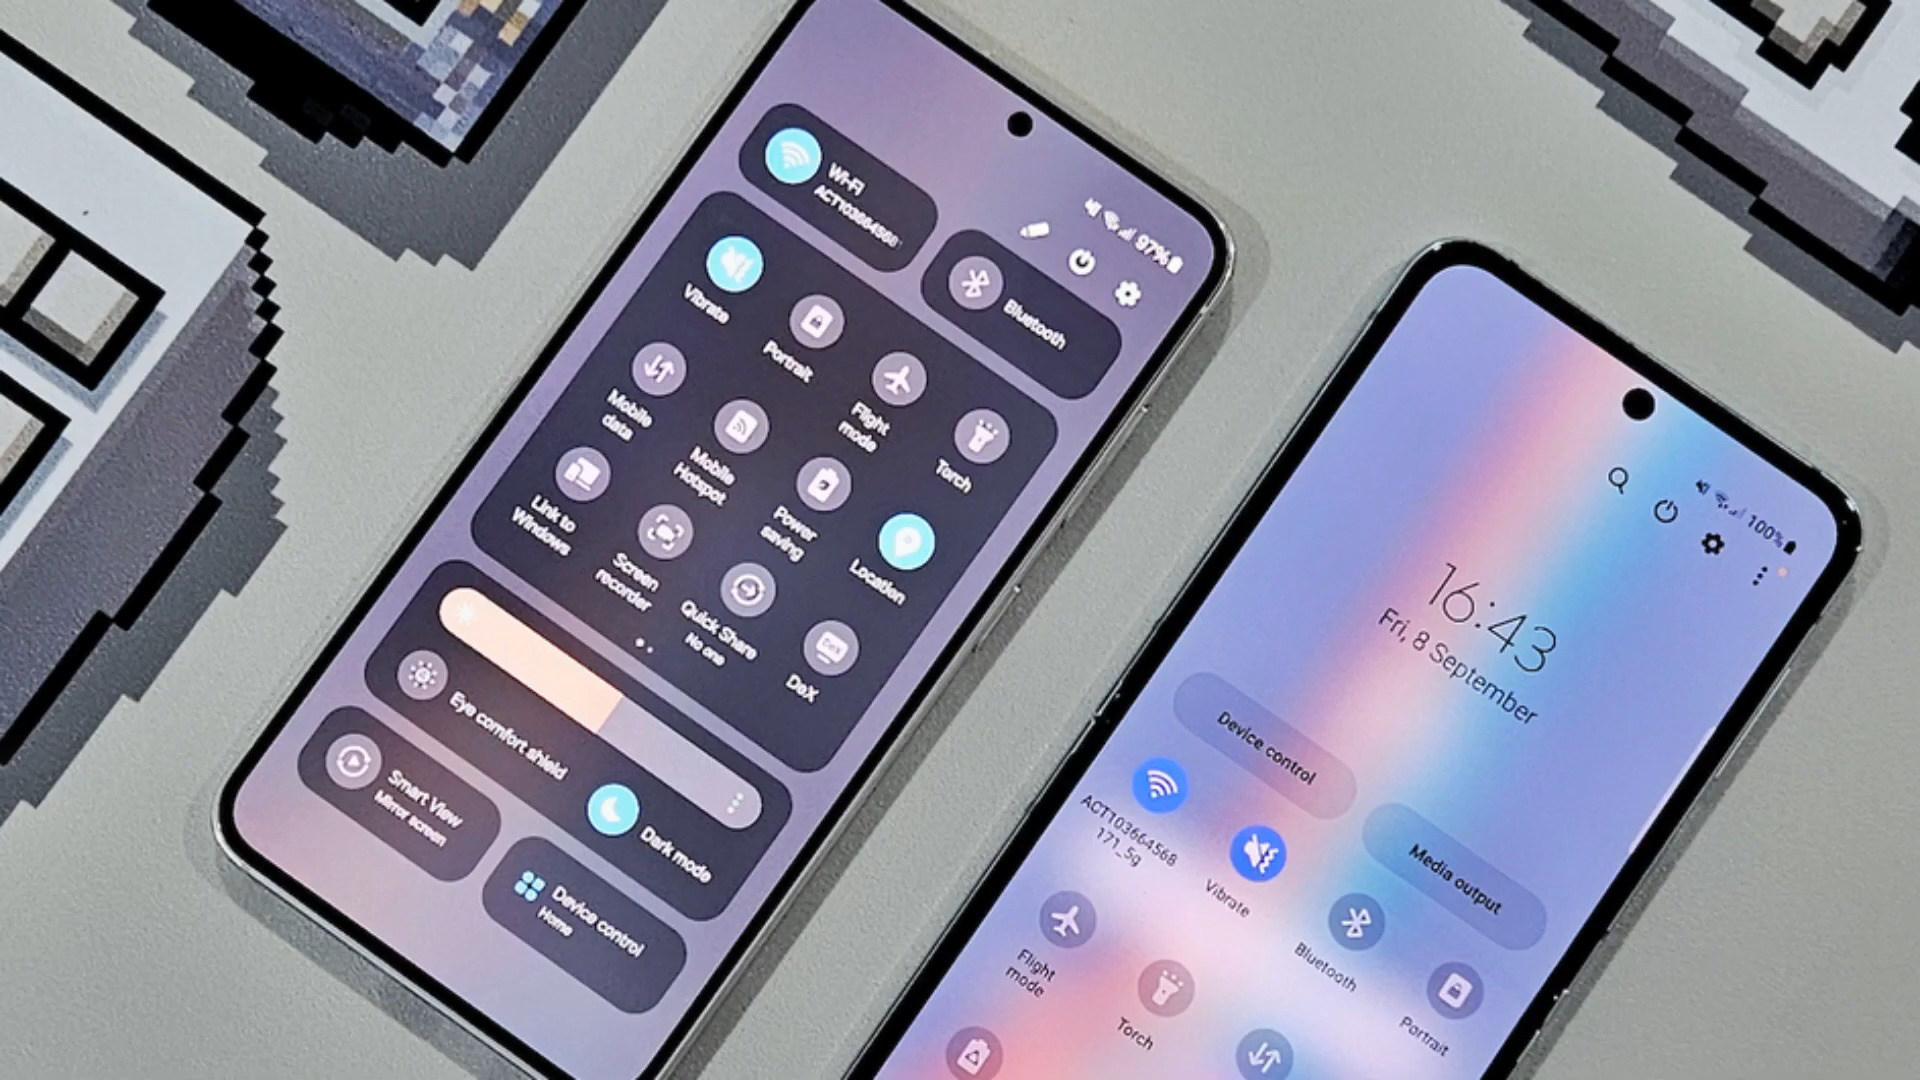 97%
Wi-Fi
ACT103664568
Bluetooth
Vibrate
Portrait
Flight
mode
Torch
Mobile
data
Mobile
Hotspot
Power
saving
Location
Link to
Windows
Screen
recorder
Quick Share
No one
DeX
DeX
Eye comfort shield
Dark mode
Smart View
Mirror screen
Device control
Home
100%
16:43
Fri, 8 September
Device control
Media output
ACT103664568
171_5g
Vibrate
Bluetooth
Portrait
Flight
mode
Torch